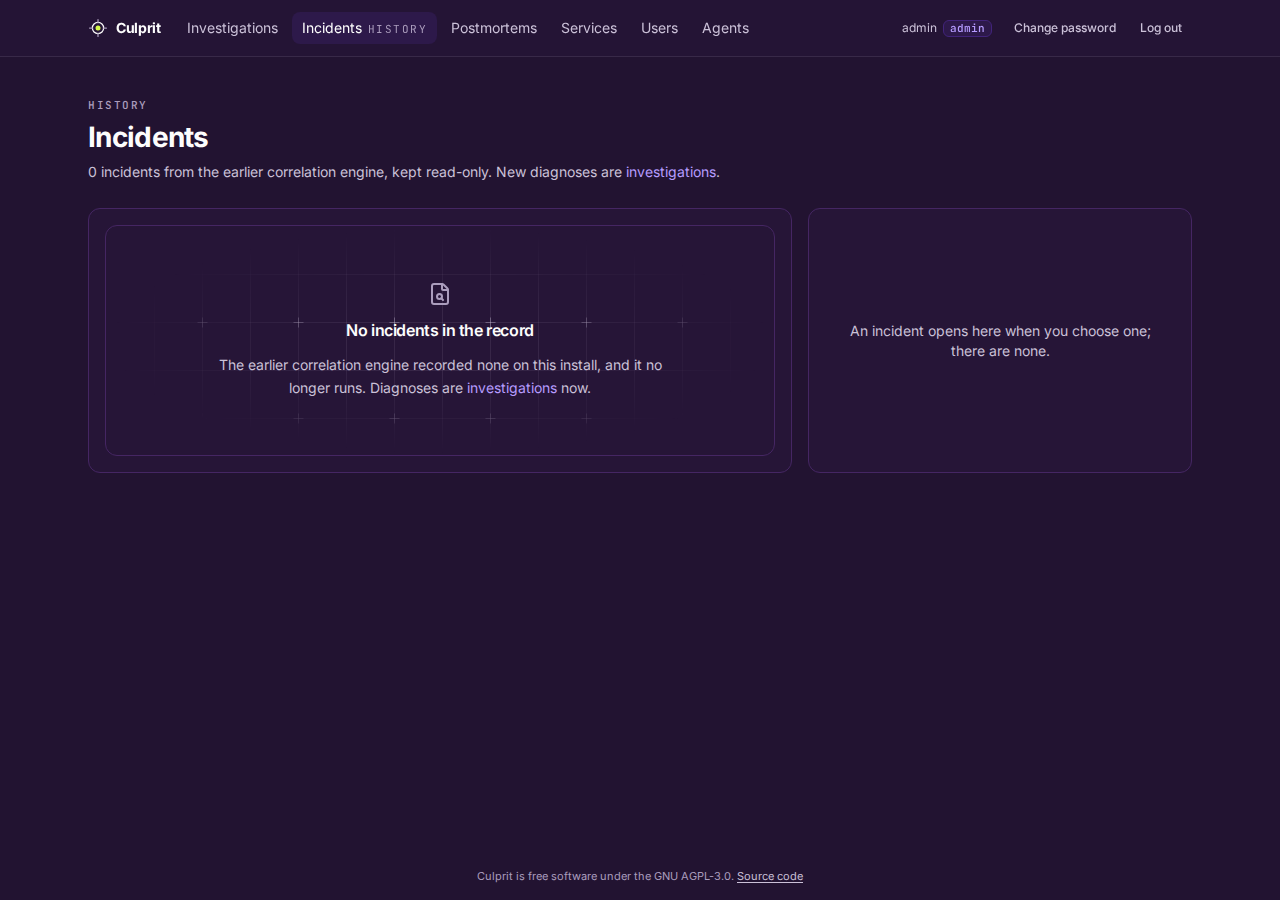 Culprit Investigations Incidents HISTORY Postmortems Services Users Agents admin admin Change password Log out
HISTORY
Incidents
0 incidents from the earlier correlation engine, kept read-only. New diagnoses are investigations.
No incidents in the record
The earlier correlation engine recorded none on this install, and it no
longer runs. Diagnoses are investigations now.
An incident opens here when you choose one;
there are none.
Culprit is free software under the GNU AGPL-3.0. Source code